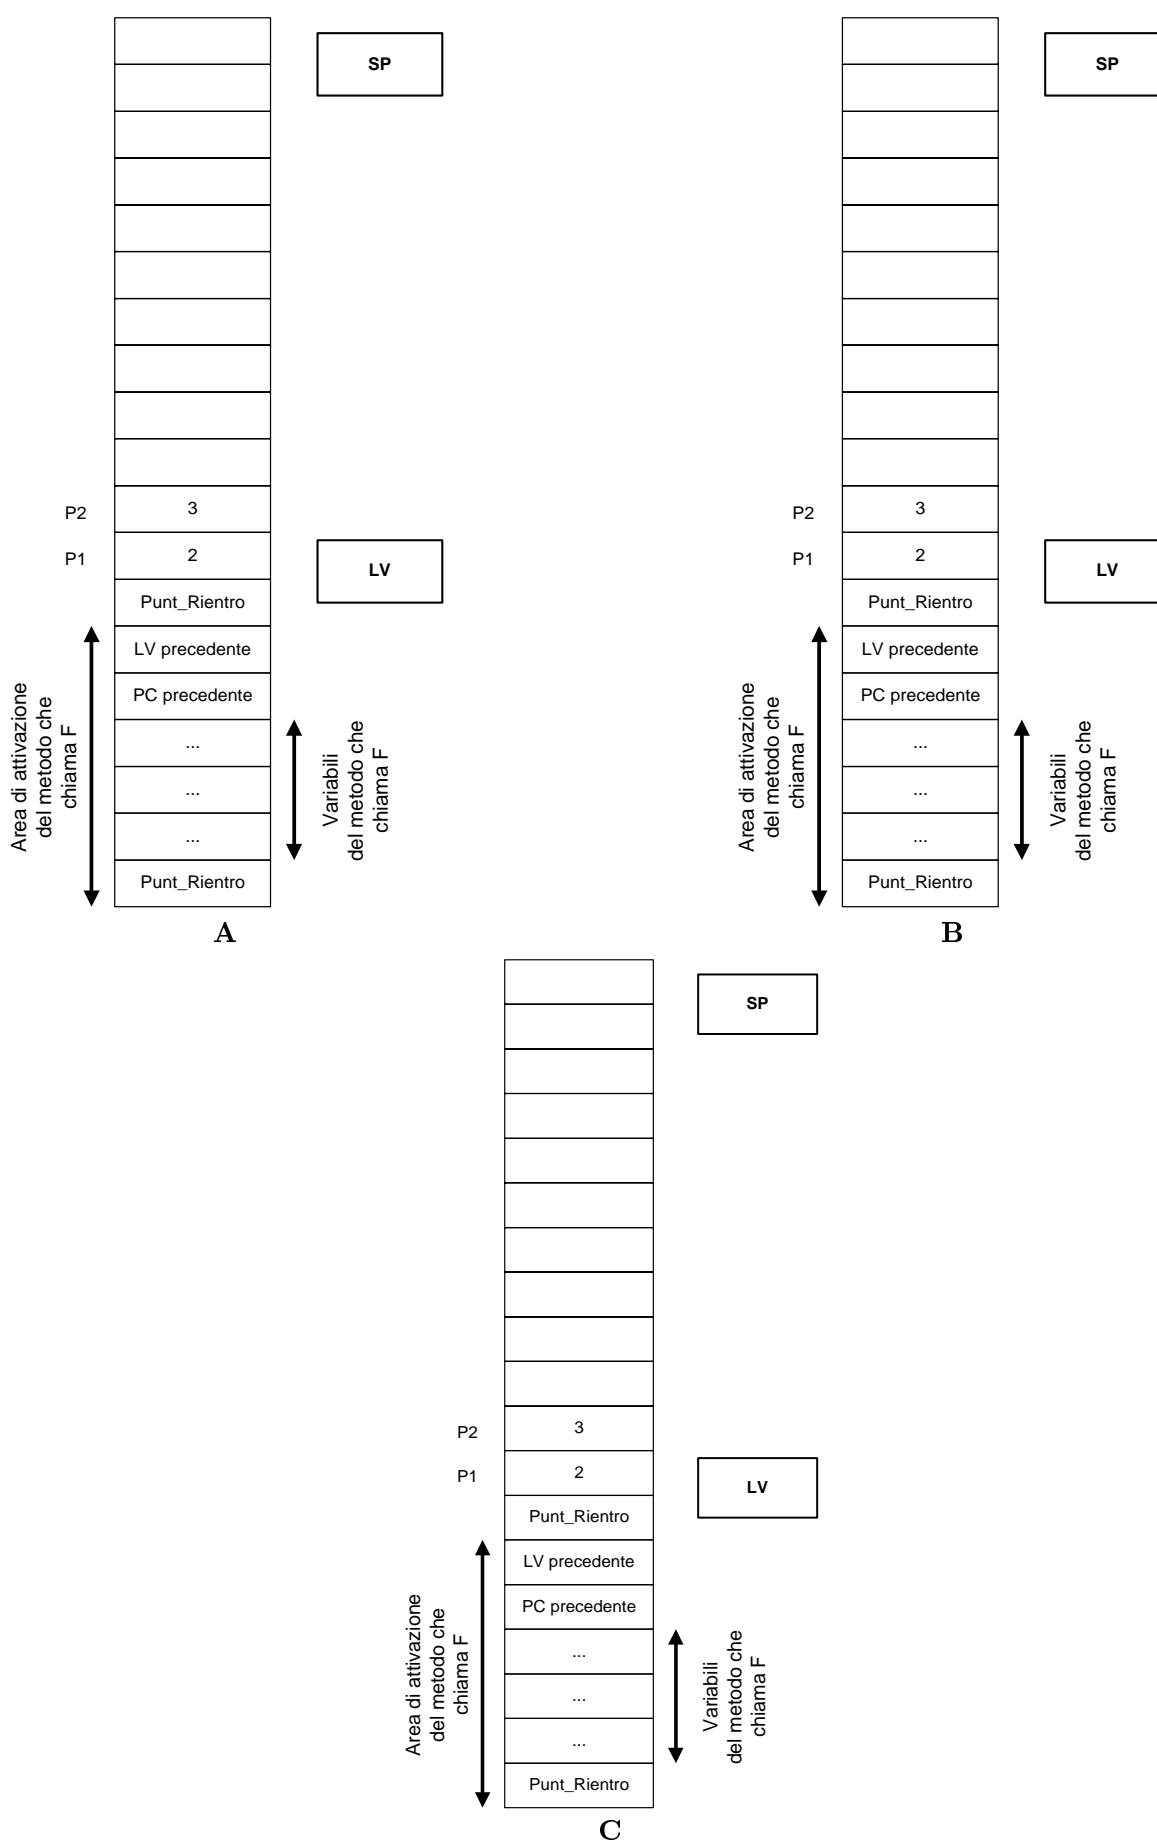 SP
P2
3
P1
2
LV
Punt_Rientro
LV precedente
PC precedente
...
...
...
Punt_Rientro
Area di attivazione
del metodo che
chiama F
Variabili
del metodo che
chiama F
A
SP
P2
3
P1
2
LV
Punt_Rientro
LV precedente
PC precedente
...
...
...
Punt_Rientro
Area di attivazione
del metodo che
chiama F
Variabili
del metodo che
chiama F
B
SP
P2
3
P1
2
LV
Punt_Rientro
LV precedente
PC precedente
...
...
...
Punt_Rientro
Area di attivazione
del metodo che
chiama F
Variabili
del metodo che
chiama F
C